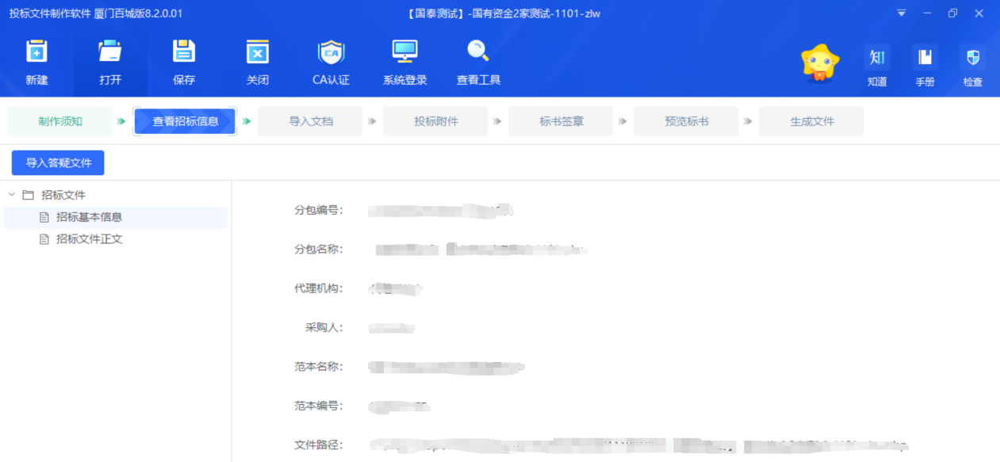 投标文件制作软件 厦门百城版8.2.0.01
【国泰测试】-国有资金2家测试-1101-zlw
新建
打开
保存
关闭
CA
CA认证
系统登录
查看工具
知
知道
手册
检查
制作须知
查看招标信息
导入文档
投标附件
标书签章
预览标书
生成文件
导入答疑文件
招标文件
招标基本信息
招标文件正文
分包编号:
分包名称:
代理机构:
采购人:
范本名称:
范本编号:
文件路径: